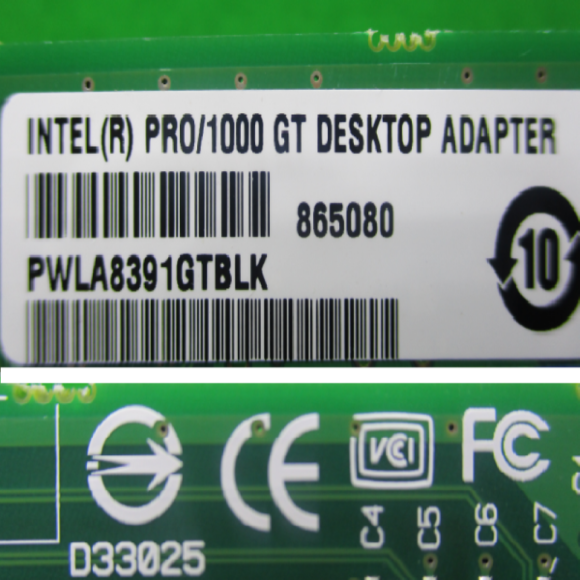 INTEL(R) PRO/1000 GT DESKTOP ADAPTER
865080
PWLA8391GTBLK
10
CE
VCI
FC
D33025
C4
C5
C6
C7